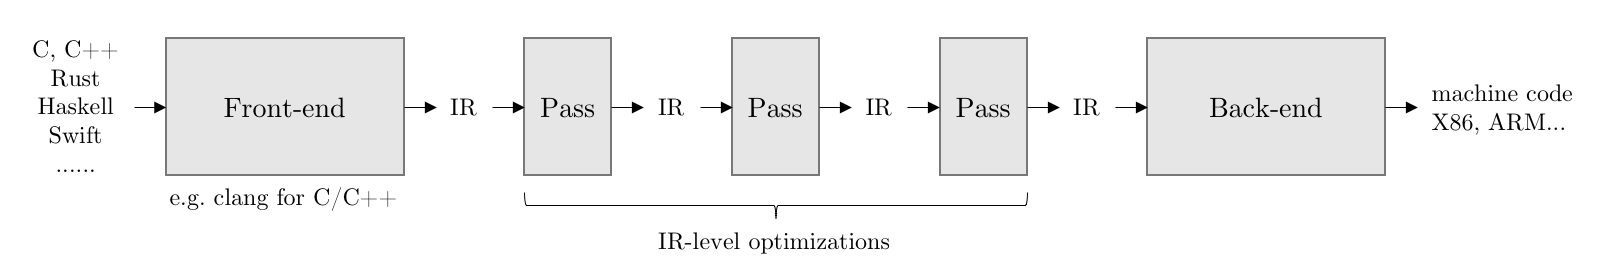 C, C++
Rust
Haskell
Swift
......
Front-end
e.g. clang for C/C++
IR
Pass
IR
Pass
IR
Pass
IR
IR-level optimizations
Back-end
machine code
X86, ARM...